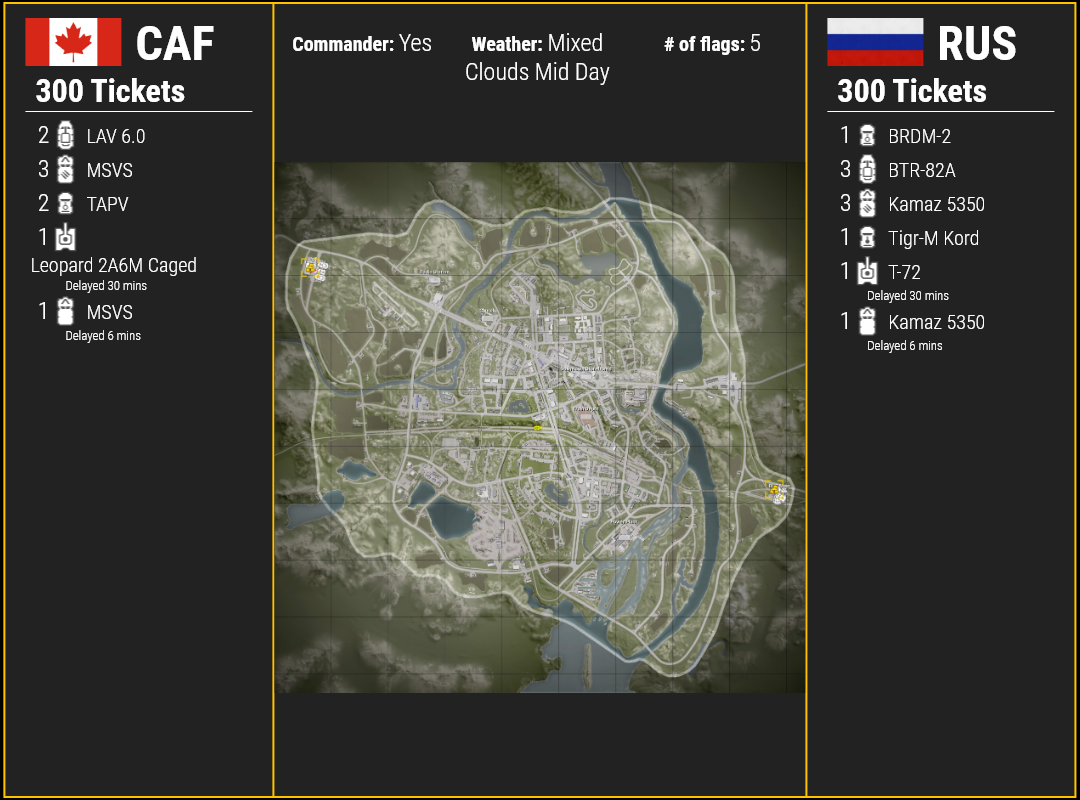 CAF
300 Tickets
2 LAV 6.0
3 MSVS
2 TAPV
1
Leopard 2A6M Caged
Delayed 30 mins
1 MSVS
Delayed 6 mins
Commander: Yes
Weather: Mixed
Clouds Mid Day
# of flags: 5
RUS
300 Tickets
1 BRDM-2
3 BTR-82A
3 Kamaz 5350
1 Tigr-M Kord
1 T-72
Delayed 30 mins
1 Kamaz 5350
Delayed 6 mins